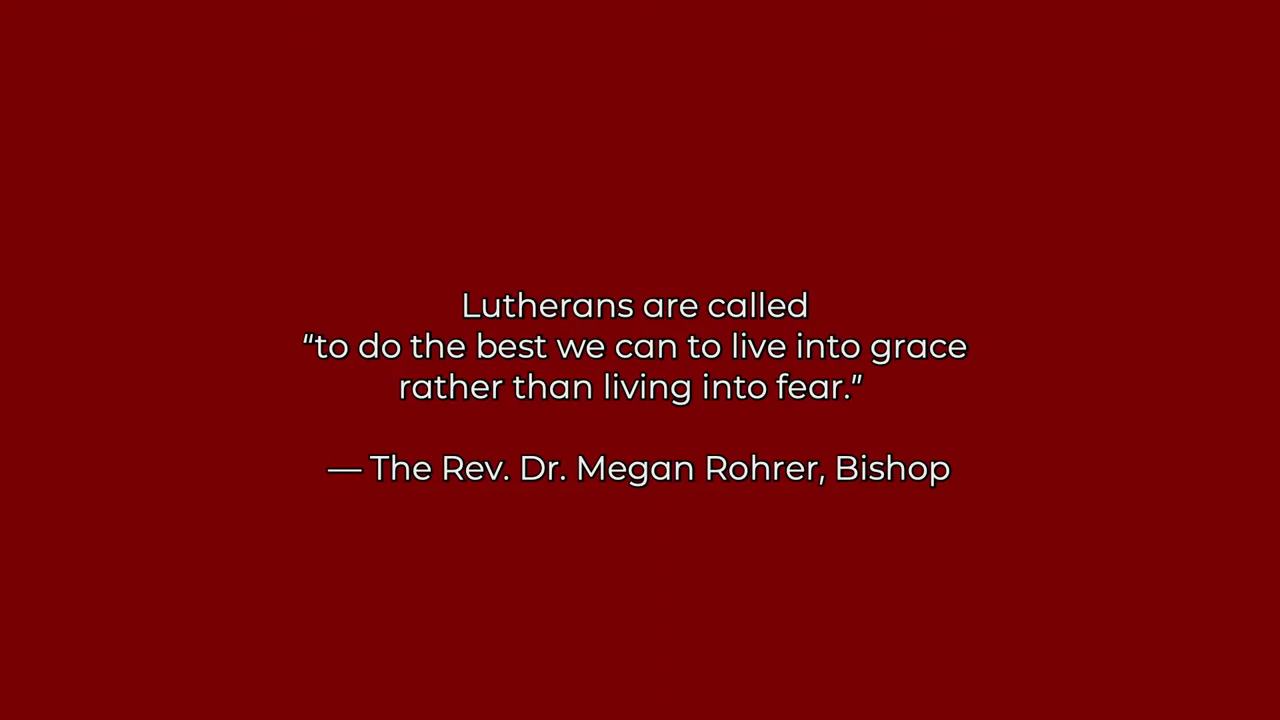 Lutherans are called
“to do the best we can to live into grace
rather than living into fear.”
— The Rev. Dr. Megan Rohrer, Bishop